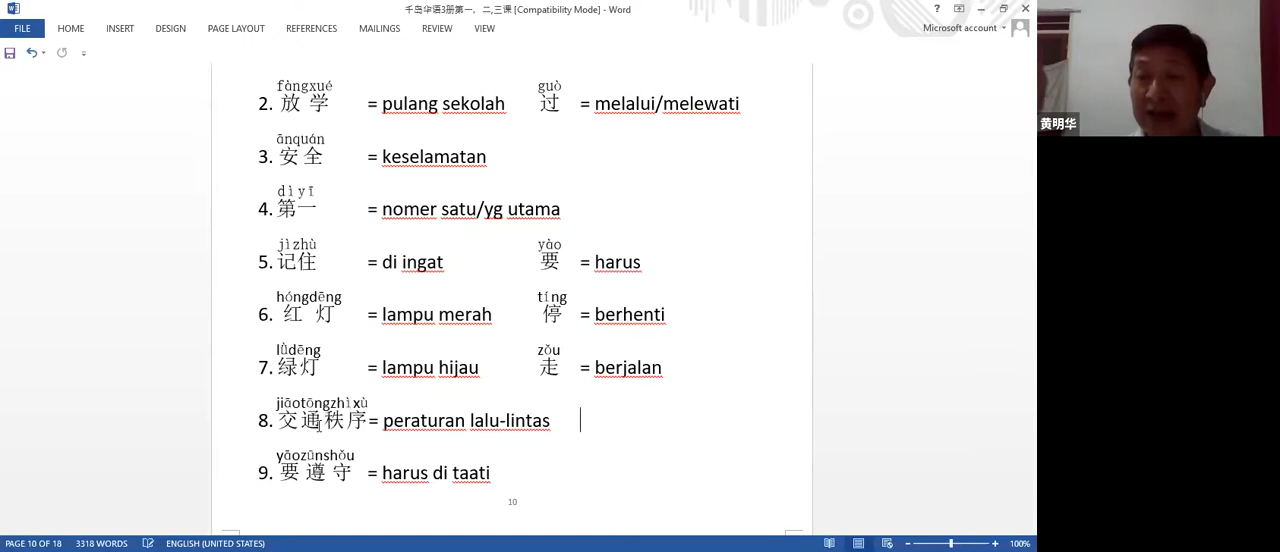 千岛华语3册第一，二,三课 [Compatibility Mode] - Word
FILE HOME INSERT DESIGN PAGE LAYOUT REFERENCES MAILINGS REVIEW VIEW Microsoft account
fàngxué guò
2. 放学 = pulang sekolah 过 = melalui/melewati
ānquán
3. 安全 = keselamatan
dìyī
4. 第一 = nomer satu/yg utama
jìzhù yào
5. 记住 = di ingat 要 = harus
hóngdēng tíng
6. 红灯 = lampu merah 停 = berhenti
lǜdēng zǒu
7. 绿灯 = lampu hijau 走 = berjalan
jiāotōngzhìxù
8. 交通秩序= peraturan lalu-lintas
yāozūnshǒu
9. 要遵守 = harus di taati
10
黄明华
PAGE 10 OF 18 3318 WORDS ENGLISH (UNITED STATES) 100%